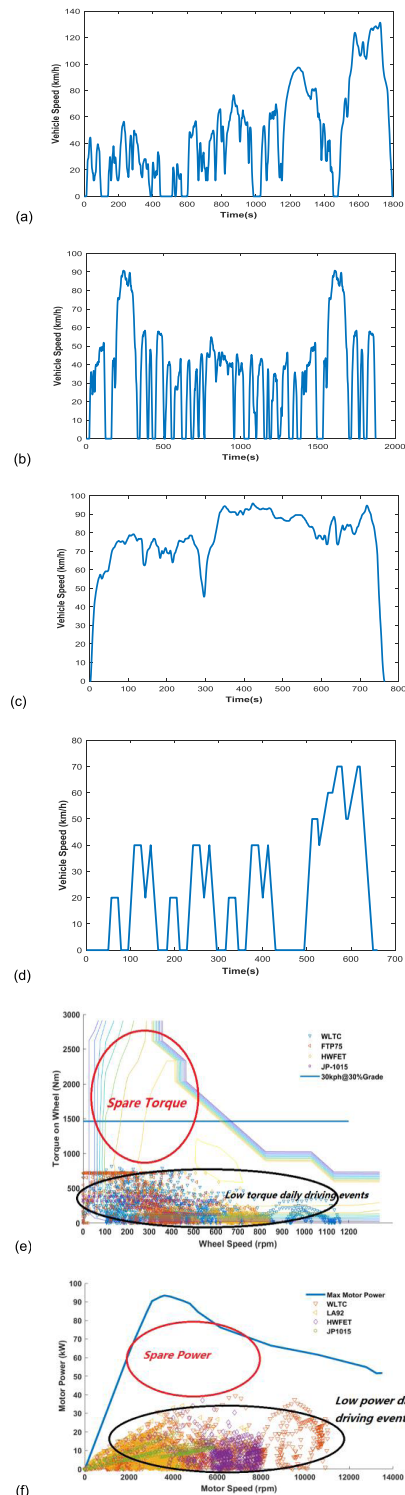 140
120
100
80
60
40
20
0
Vehicle Speed (km/h)
0 200 400 600 800 1000 1200 1400 1600 1800
Time(s)
(a)
100
90
80
70
60
50
40
30
20
10
0
Vehicle Speed (km/h)
0 500 1000 1500 2000
Time(s)
(b)
100
90
80
70
60
50
40
30
20
10
0
Vehicle Speed (km/h)
0 100 200 300 400 500 600 700 800
Time(s)
(c)
80
70
60
50
40
30
20
10
0
Vehicle Speed (km/h)
0 100 200 300 400 500 600 700
Time(s)
(d)
3000
2500
2000
1500
1000
500
0
Torque on Wheel (Nm)
WLTC
FTP75
HWFET
JP-1015
30kph@30%Grade
Spare Torque
Low torque daily driving events
0 200 400 600 800 1000 1200
Wheel Speed (rpm)
(e)
100
90
80
70
60
50
40
30
20
10
0
Motor Power (kW)
Max Motor Power
WLTC
LA92
HWFET
JP1015
Spare Power
Low power da
driving event
0 2000 4000 6000 8000 10000 12000 14000
Motor Speed (rpm)
(f)